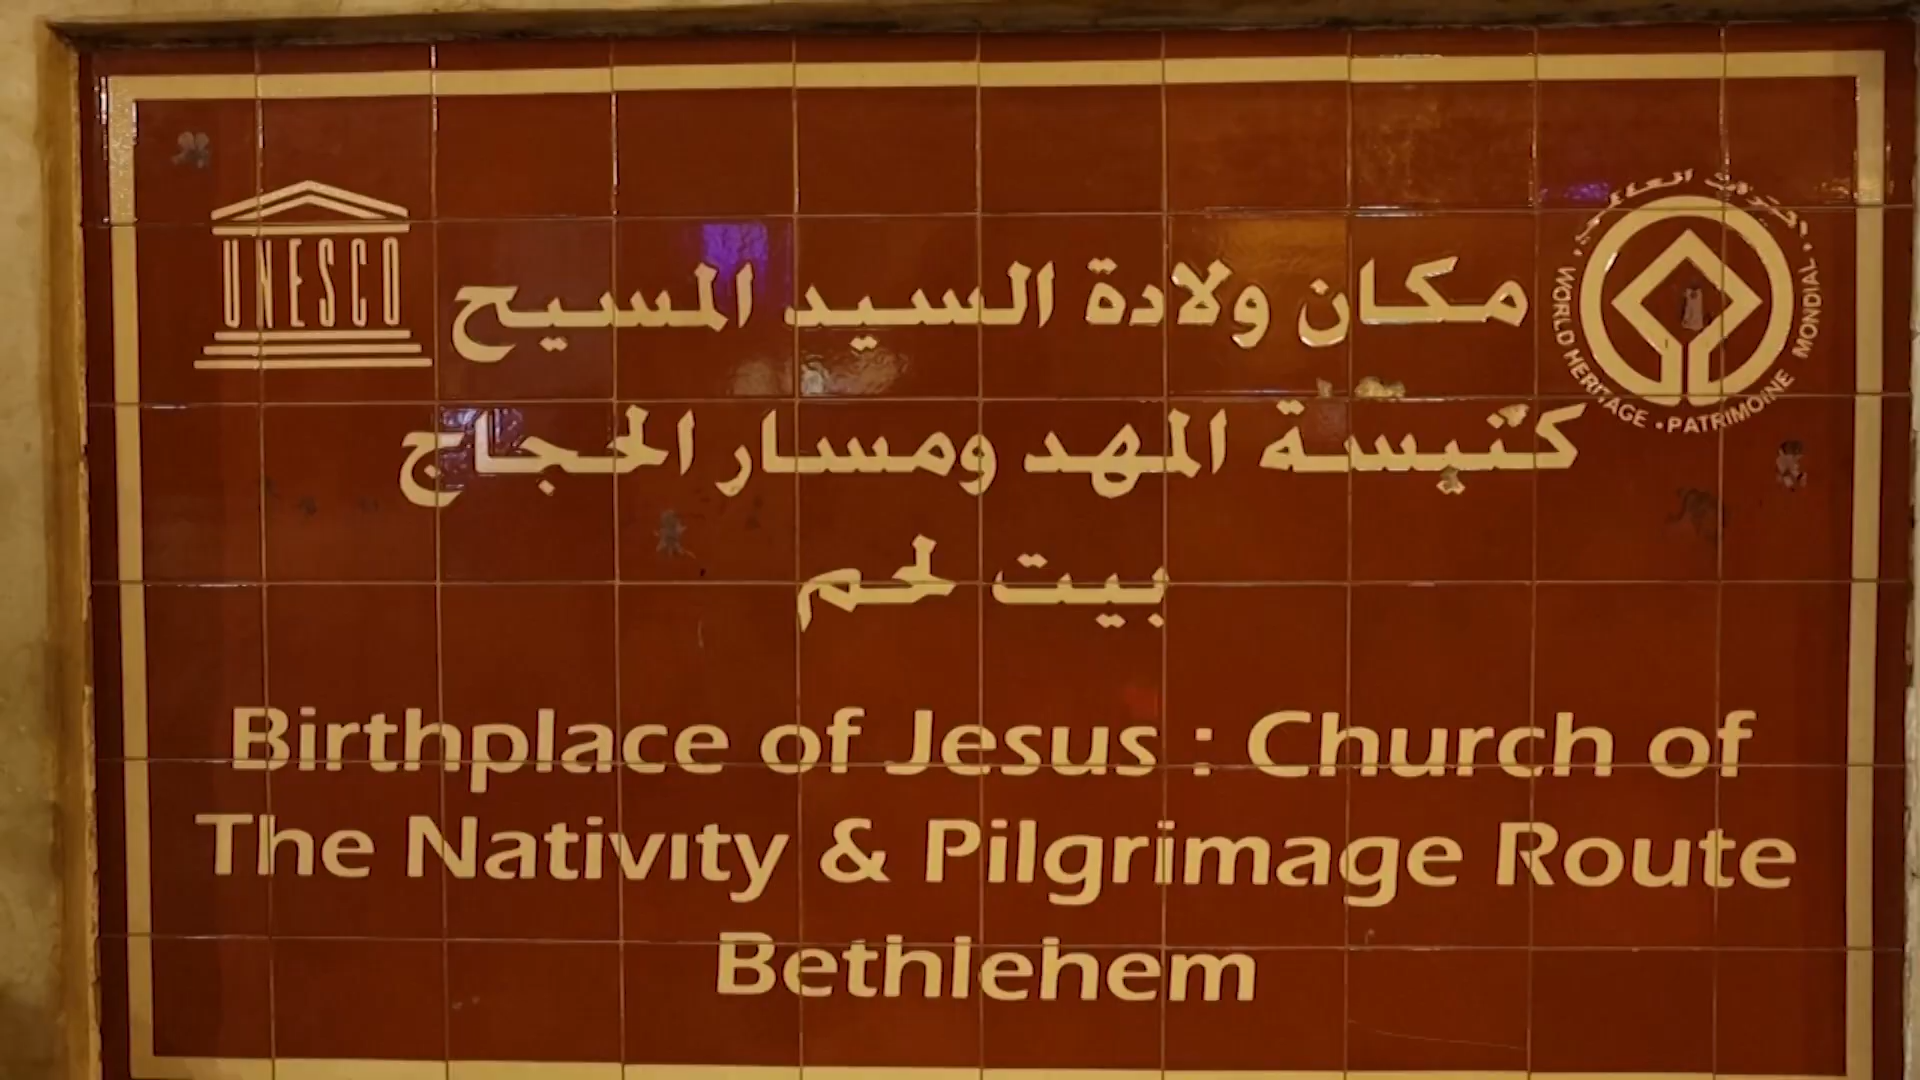 UNESCO
مكان ولادة السيد المسيح
كنيسة المهد ومسار الحجاج
بيت لحم
WORLD HERITAGE • PATRIMOINE MONDIAL •
Birthplace of Jesus : Church of
The Nativity & Pilgrimage Route
Bethlehem